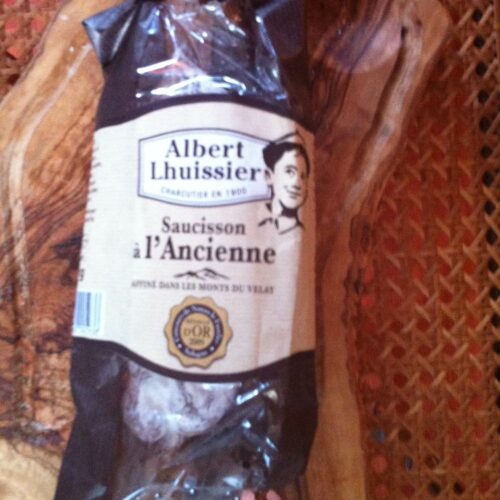 Albert
Lhuissier
CHARCUTIER EN 1900
Saucisson
à l'Ancienne
AFFINÉ DANS LES MONTS DU VELAY
D'OR